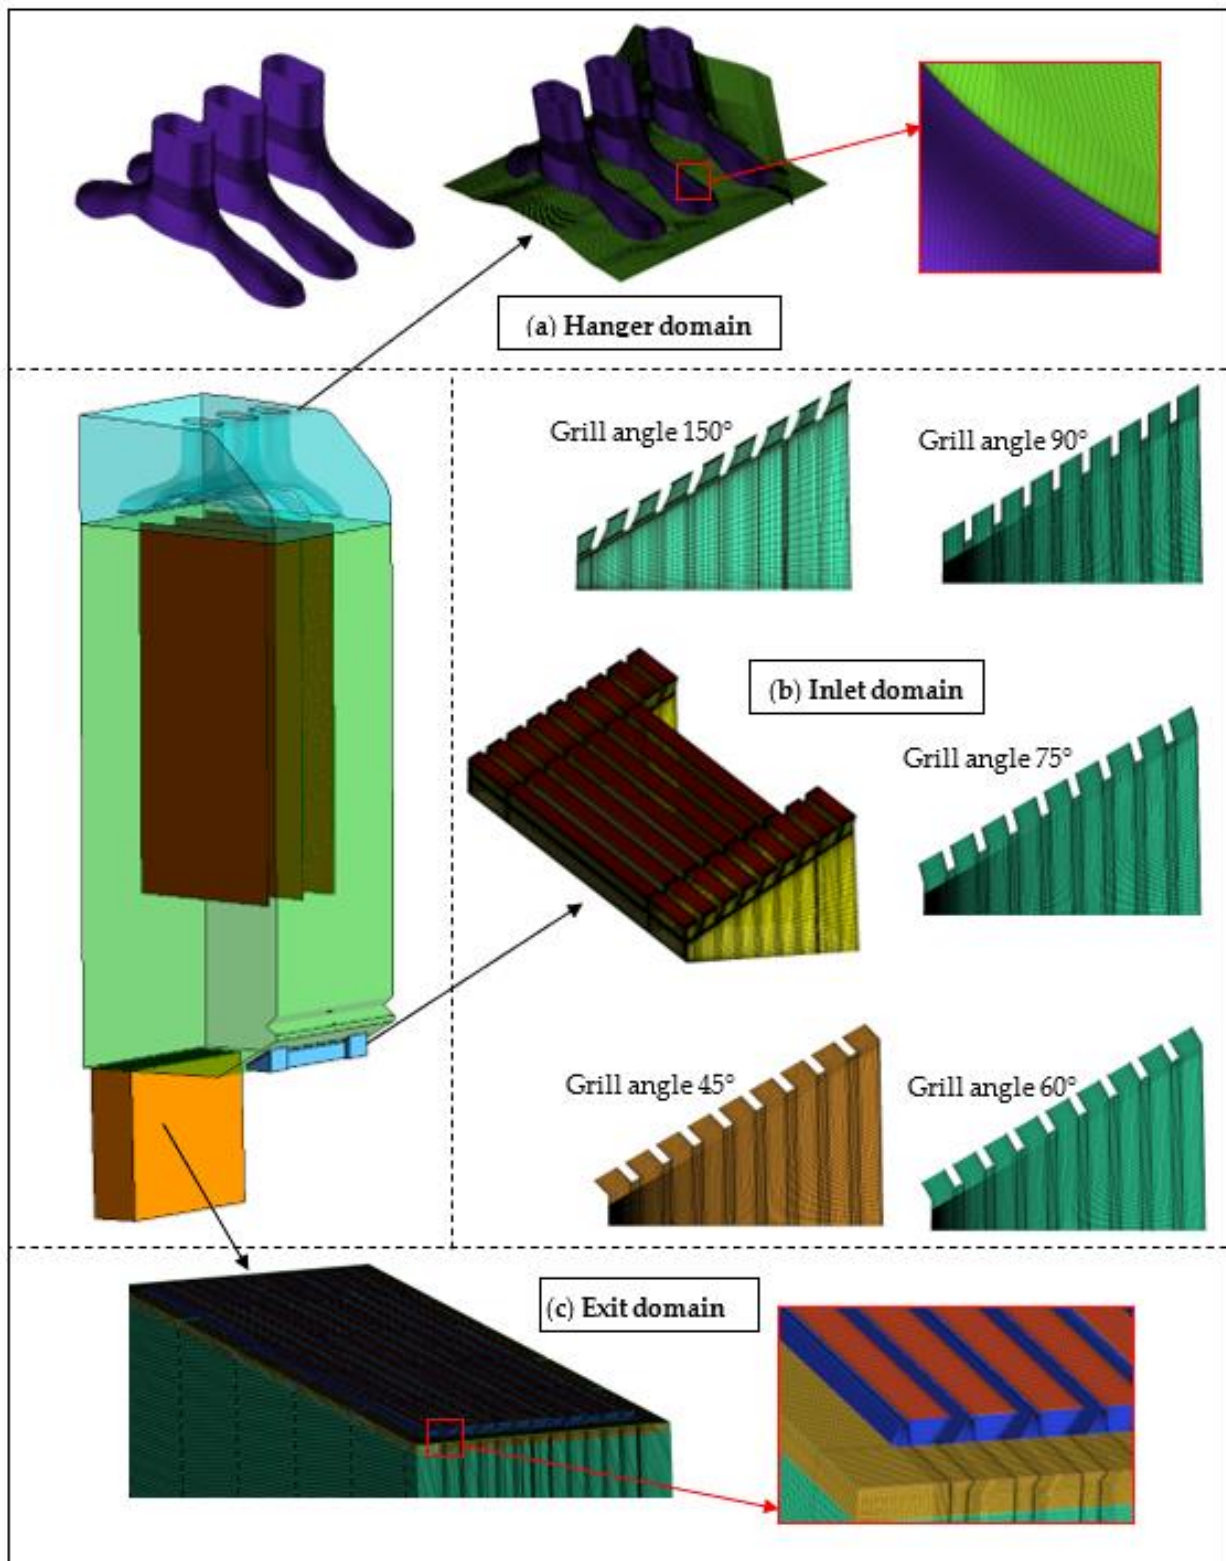 (a) Hanger domain
Grill angle 150°
Grill angle 90°
(b) Inlet domain
Grill angle 75°
Grill angle 45°
Grill angle 60°
(c) Exit domain